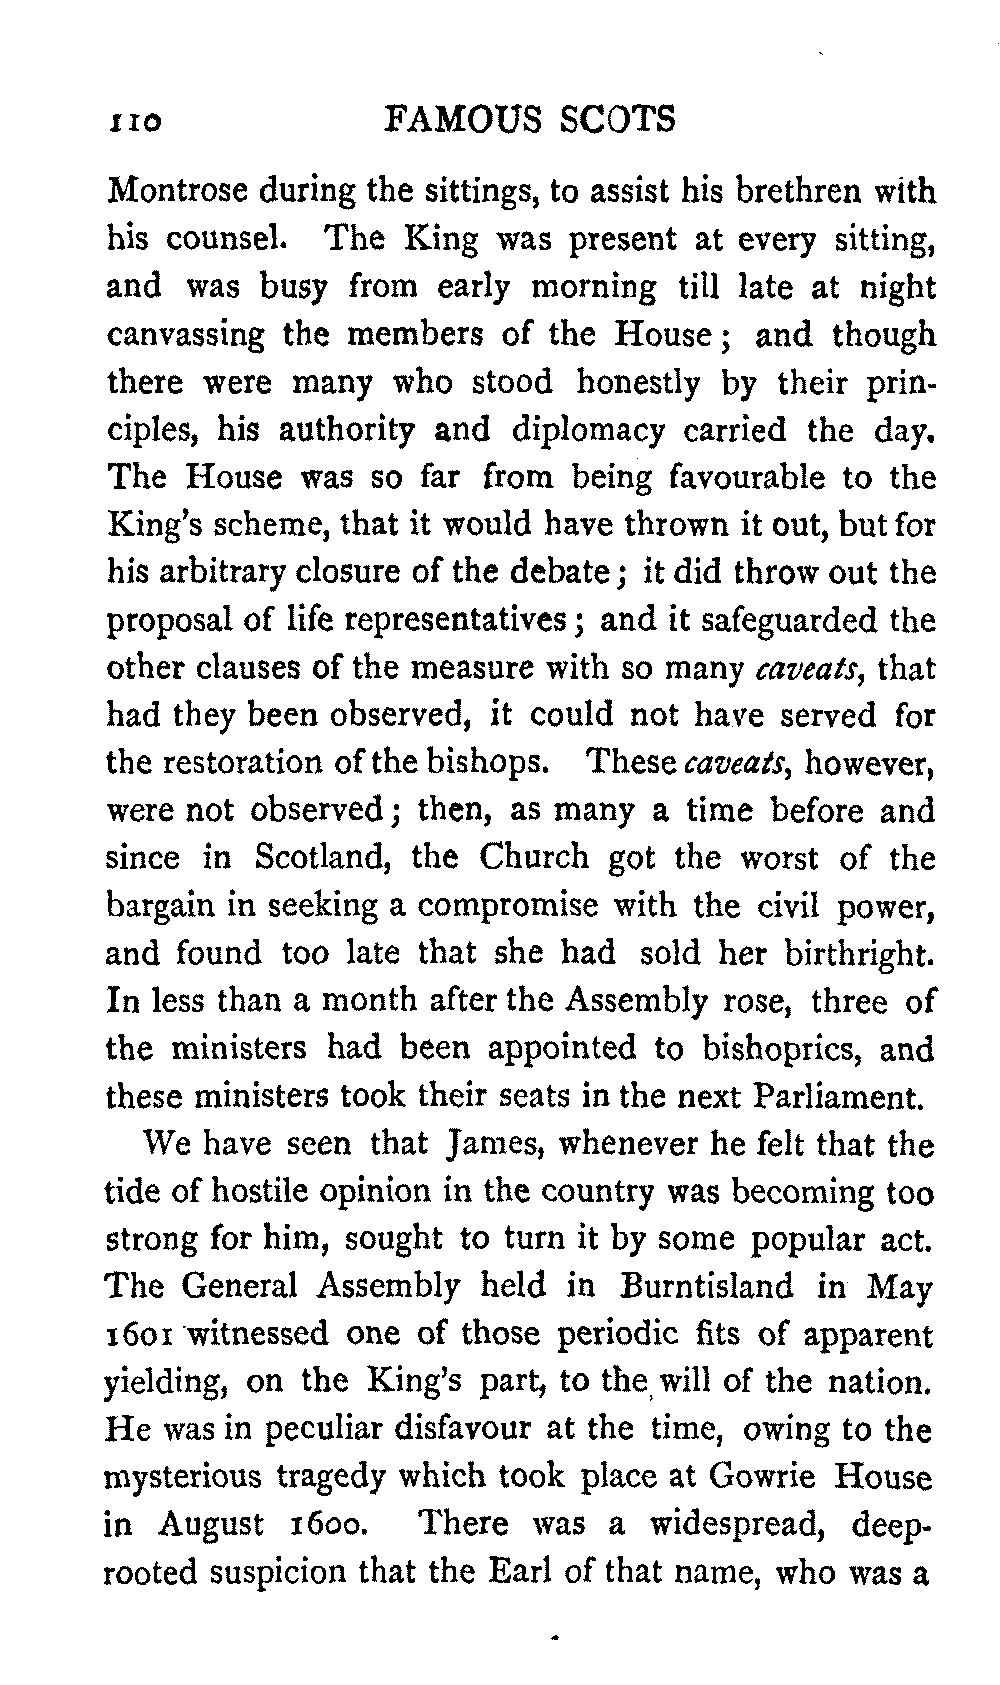 110 FAMOUS SCOTS
Montrose during the sittings, to assist his brethren with
his counsel. The King was present at every sitting,
and was busy from early morning till late at night
canvassing the members of the House; and though
there were many who stood honestly by their prin-
ciples, his authority and diplomacy carried the day.
The House was so far from being favourable to the
King's scheme, that it would have thrown it out, but for
his arbitrary closure of the debate; it did throw out the
proposal of life representatives; and it safeguarded the
other clauses of the measure with so many caveats, that
had they been observed, it could not have served for
the restoration of the bishops. These caveats, however,
were not observed; then, as many a time before and
since in Scotland, the Church got the worst of the
bargain in seeking a compromise with the civil power,
and found too late that she had sold her birthright.
In less than a month after the Assembly rose, three of
the ministers had been appointed to bishoprics, and
these ministers took their seats in the next Parliament.
We have seen that James, whenever he felt that the
tide of hostile opinion in the country was becoming too
strong for him, sought to turn it by some popular act.
The General Assembly held in Burntisland in May
1601 witnessed one of those periodic fits of apparent
yielding, on the King's part, to the will of the nation.
He was in peculiar disfavour at the time, owing to the
mysterious tragedy which took place at Gowrie House
in August 1600. There was a widespread, deep-
rooted suspicion that the Earl of that name, who was a